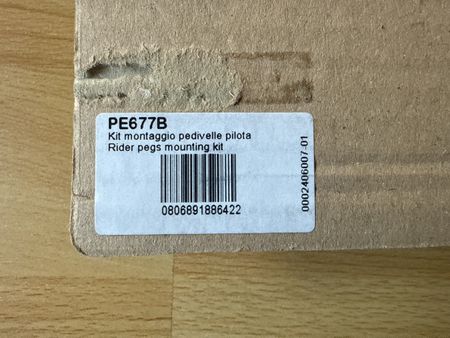 PE677B
Kit montaggio pedivelle pilota
Rider pegs mounting kit
0806891886422
0002406007-01